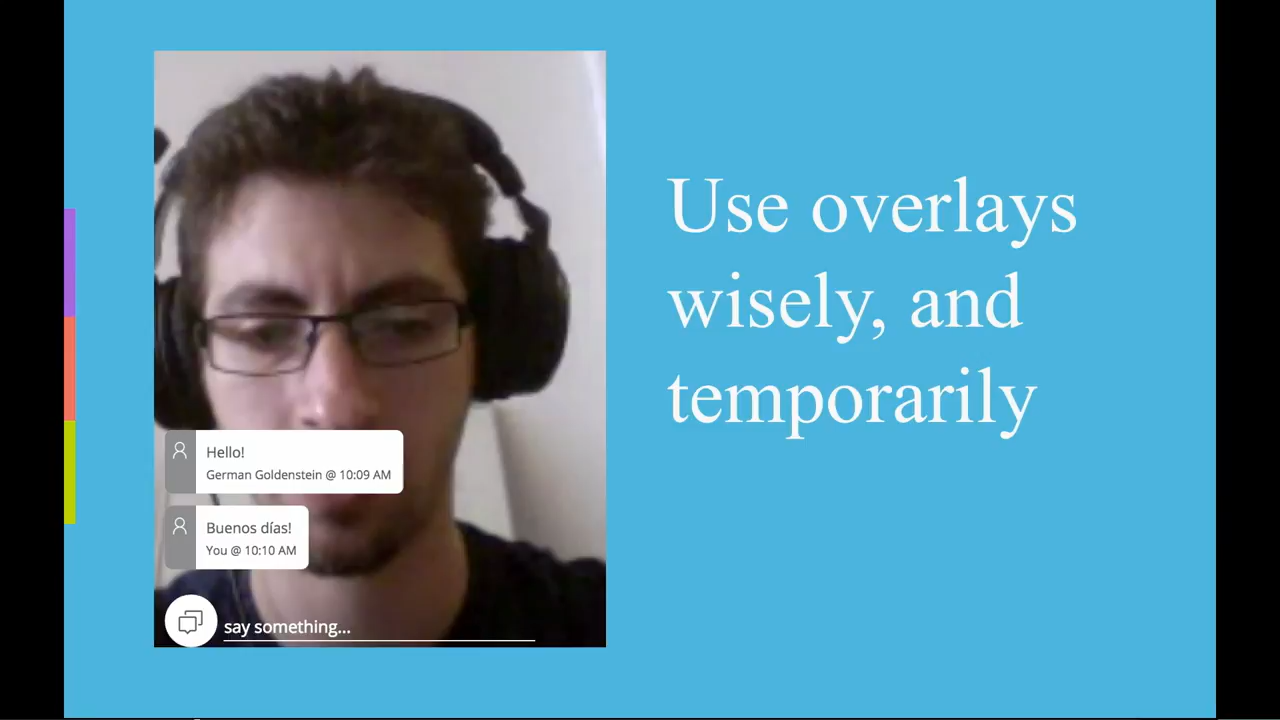 Hello!
German Goldenstein @ 10:09 AM
Buenos días!
You @ 10:10 AM
say something...
Use overlays
wisely, and
temporarily